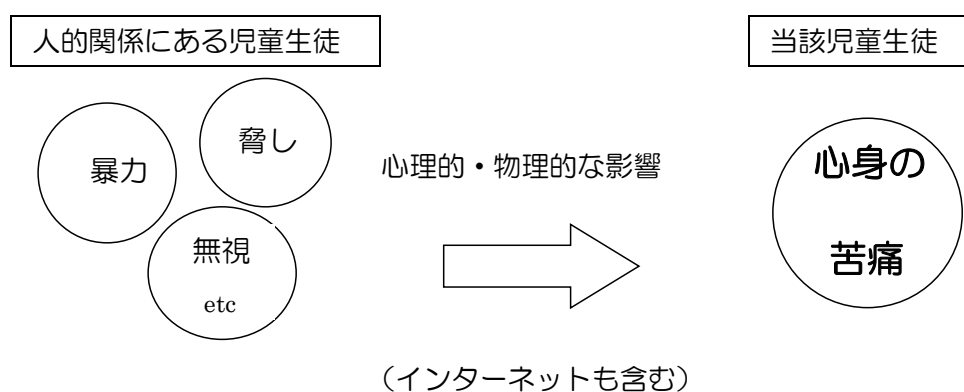 人的関係にある児童生徒
当該児童生徒
暴力
脅し
無視
etc
心理的・物理的な影響
心身の
苦痛
（インターネットも含む）